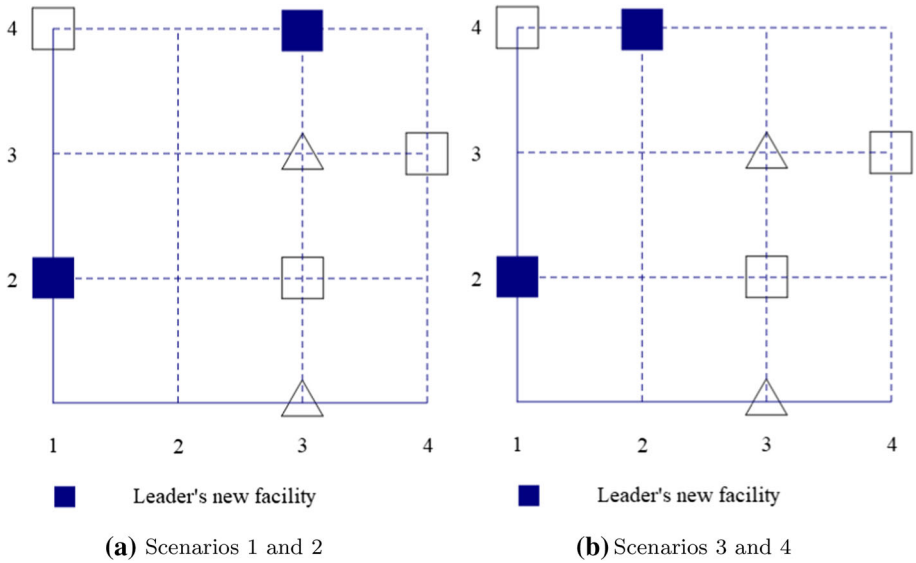 4
3
2
1 2 3 4
Leader's new facility
(a) Scenarios 1 and 2
4
3
2
1 2 3 4
Leader's new facility
(b) Scenarios 3 and 4